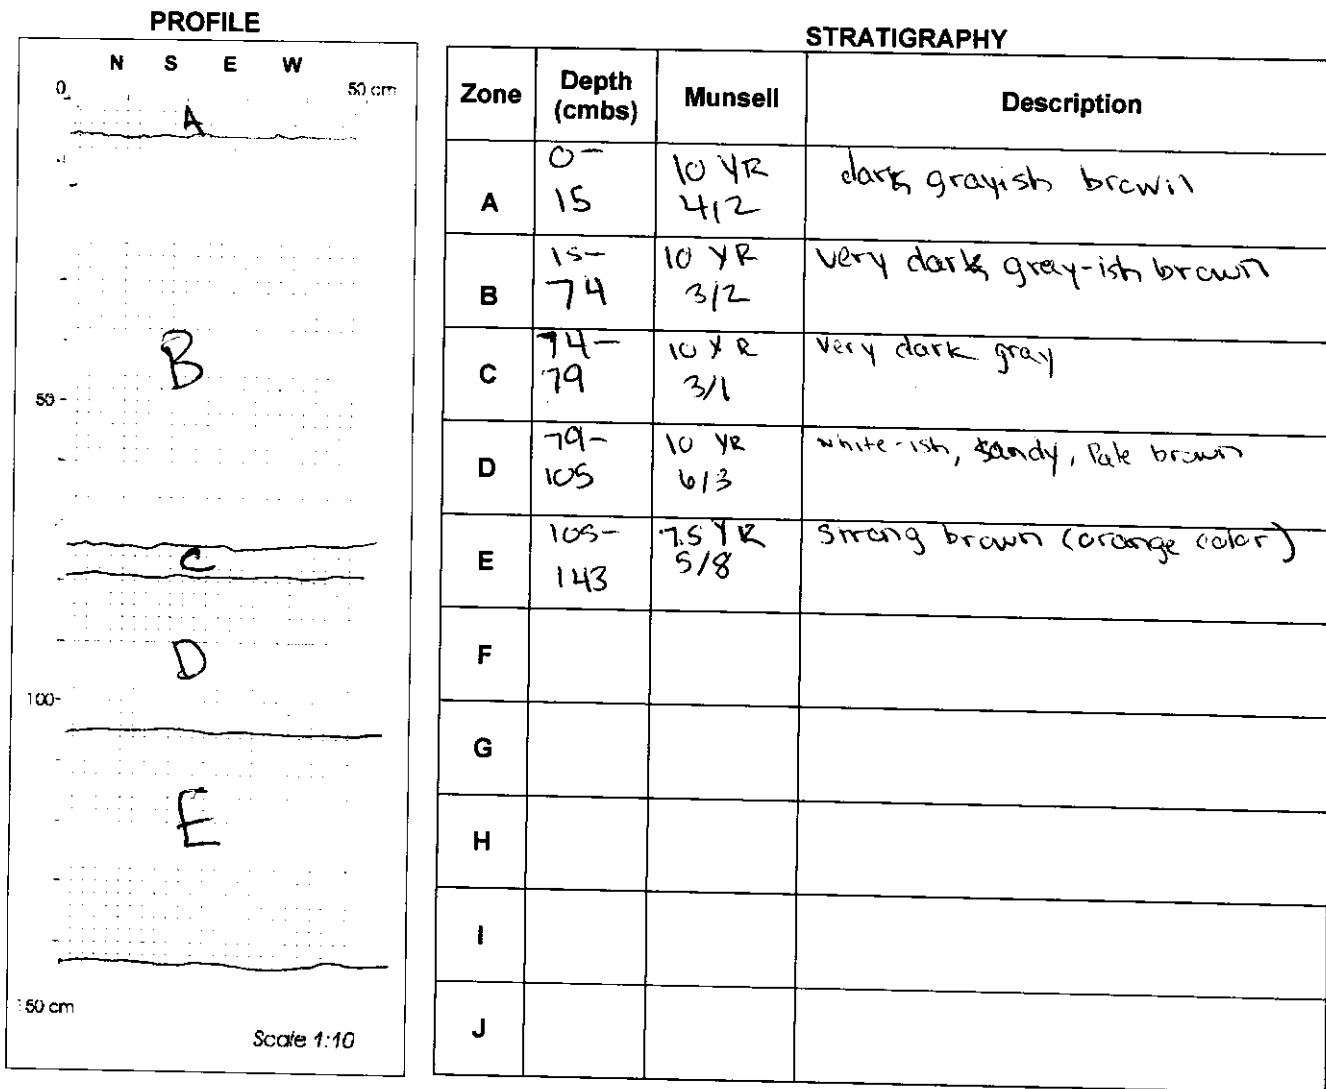 PROFILE
N S E W
0
50 cm
A
B
50
C
D
100
E
150 cm
Scale 1:10
STRATIGRAPHY
Zone Depth (cmbs) Munsell Description
A 0-15 10 YR 4/2 dark grayish brown
B 15-74 10 YR 3/2 very dark gray-ish brown
C 74-79 10 YR 3/1 very dark gray
D 79-105 10 YR 6/3 white-ish, sandy, Pale brown
E 105-143 7.5 YR 5/8 strong brown (orange color)
F
G
H
I
J